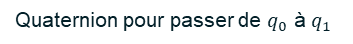 Quaternion pour passer de q₀ à q₁